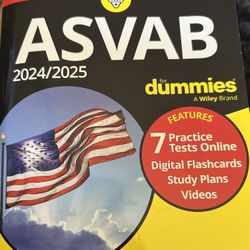 ASVAB
2024/2025
for
dummies
A Wiley Brand
FEATURES
7 Practice
Tests Online
Digital Flashcards
Study Plans
Videos